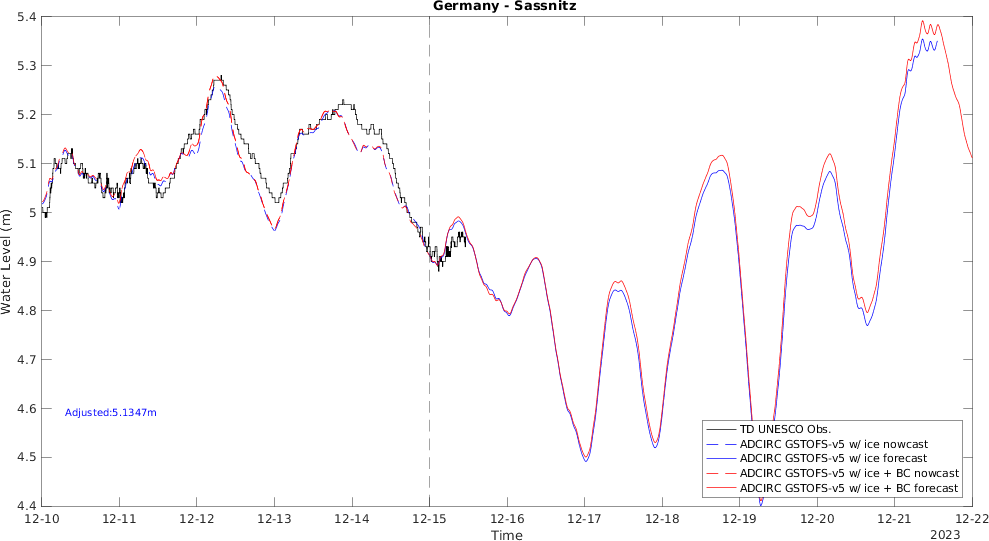 Germany - Sassnitz
5.4
5.3
5.2
5.1
5
4.9
4.8
4.7
4.6
4.5
4.4
Water Level (m)
Adjusted:5.1347m
TD UNESCO Obs.
ADCIRC GSTOFS-v5 w/ ice nowcast
ADCIRC GSTOFS-v5 w/ ice forecast
ADCIRC GSTOFS-v5 w/ ice + BC nowcast
ADCIRC GSTOFS-v5 w/ ice + BC forecast
12-10 12-11 12-12 12-13 12-14 12-15 12-16 12-17 12-18 12-19 12-20 12-21 12-22
Time
2023